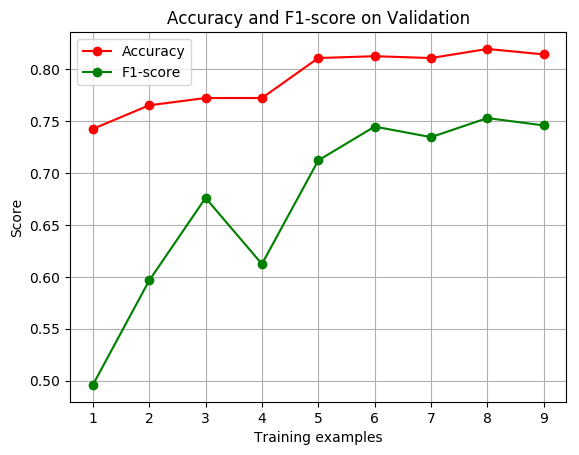 Accuracy and F1-score on Validation
Accuracy
F1-score
0.80
0.75
0.70
0.65
0.60
0.55
0.50
Score
1 2 3 4 5 6 7 8 9
Training examples